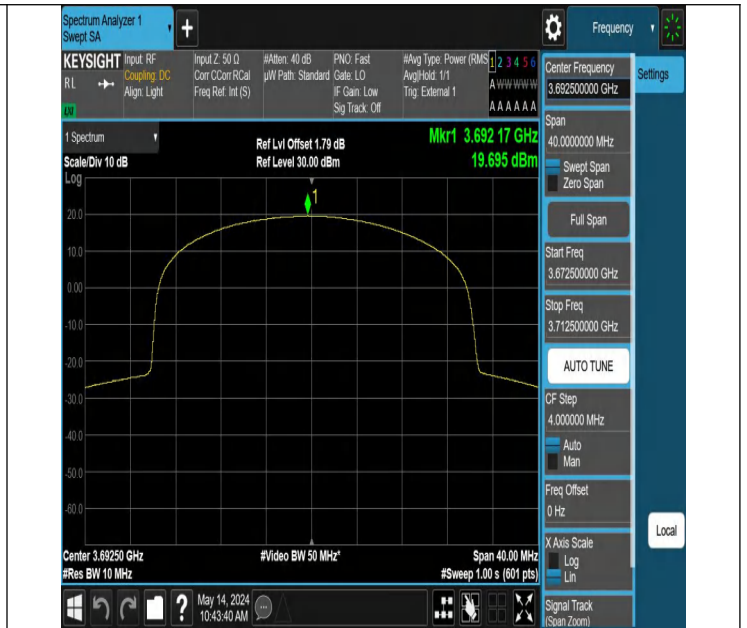 Spectrum Analyzer 1
Swept SA
+
Frequency
KEYSIGHT
RL
Input: RF
Coupling: DC
Align: Light
Input Z: 50 Ω
Corr CCorr RCal
Freq Ref: Int (S)
#Atten: 40 dB
µW Path: Standard
PNO: Fast
Gate: LO
IF Gain: Low
Sig Track: Off
#Avg Type: Power (RMS
Avg|Hold: 1/1
Trig: External 1
1 2 3 4 5 6
A W W W W W
A A A A A A
1 Spectrum
Scale/Div 10 dB
Log
Ref Lvl Offset 1.79 dB
Ref Level 30.00 dBm
Mkr1 3.692 17 GHz
19.695 dBm
1
20.0
10.0
0.00
-10.0
-20.0
-30.0
-40.0
-50.0
-60.0
Center 3.69250 GHz
#Res BW 10 MHz
#Video BW 50 MHz*
Span 40.00 MHz
#Sweep 1.00 s (601 pts)
?
May 14, 2024
10:43:40 AM
Center Frequency
3.692500000 GHz
Settings
Span
40.0000000 MHz
Swept Span
Zero Span
Full Span
Start Freq
3.672500000 GHz
Stop Freq
3.712500000 GHz
AUTO TUNE
CF Step
4.000000 MHz
Auto
Man
Freq Offset
0 Hz
X Axis Scale
Log
Lin
Local
Signal Track
(Span Zoom)